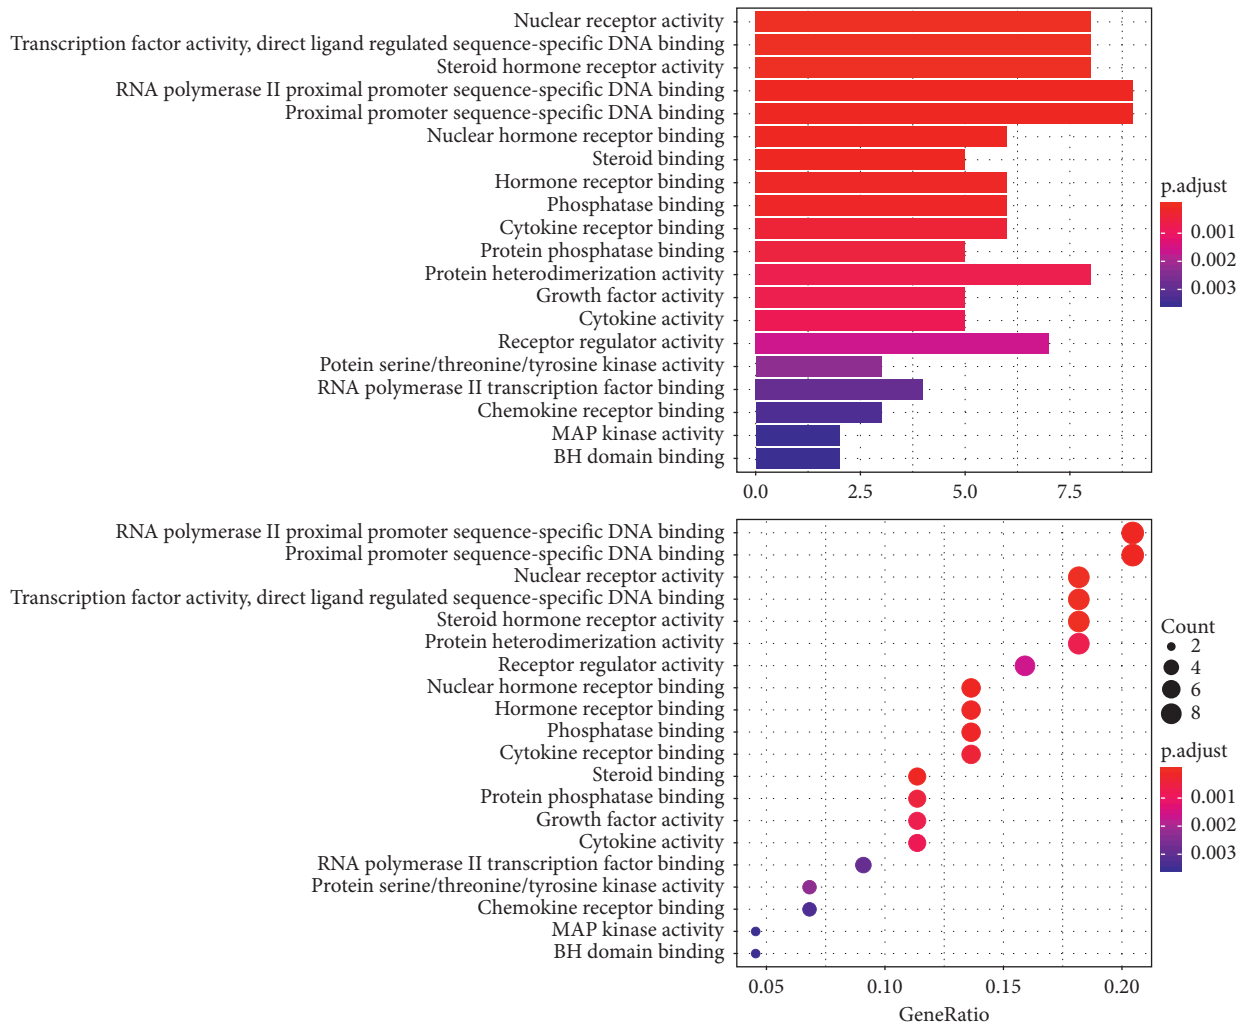 Nuclear receptor activity
Transcription factor activity, direct ligand regulated sequence-specific DNA binding
Steroid hormone receptor activity
RNA polymerase II proximal promoter sequence-specific DNA binding
Proximal promoter sequence-specific DNA binding
Nuclear hormone receptor binding
Steroid binding
Hormone receptor binding
Phosphatase binding
Cytokine receptor binding
Protein phosphatase binding
Protein heterodimerization activity
Growth factor activity
Cytokine activity
Receptor regulator activity
Potein serine/threonine/tyrosine kinase activity
RNA polymerase II transcription factor binding
Chemokine receptor binding
MAP kinase activity
BH domain binding
0.0 2.5 5.0 7.5
p.adjust
0.001
0.002
0.003
RNA polymerase II proximal promoter sequence-specific DNA binding
Proximal promoter sequence-specific DNA binding
Nuclear receptor activity
Transcription factor activity, direct ligand regulated sequence-specific DNA binding
Steroid hormone receptor activity
Protein heterodimerization activity
Receptor regulator activity
Nuclear hormone receptor binding
Hormone receptor binding
Phosphatase binding
Cytokine receptor binding
Steroid binding
Protein phosphatase binding
Growth factor activity
Cytokine activity
RNA polymerase II transcription factor binding
Protein serine/threonine/tyrosine kinase activity
Chemokine receptor binding
MAP kinase activity
BH domain binding
0.05 0.10 0.15 0.20
GeneRatio
Count
2
4
6
8
p.adjust
0.001
0.002
0.003